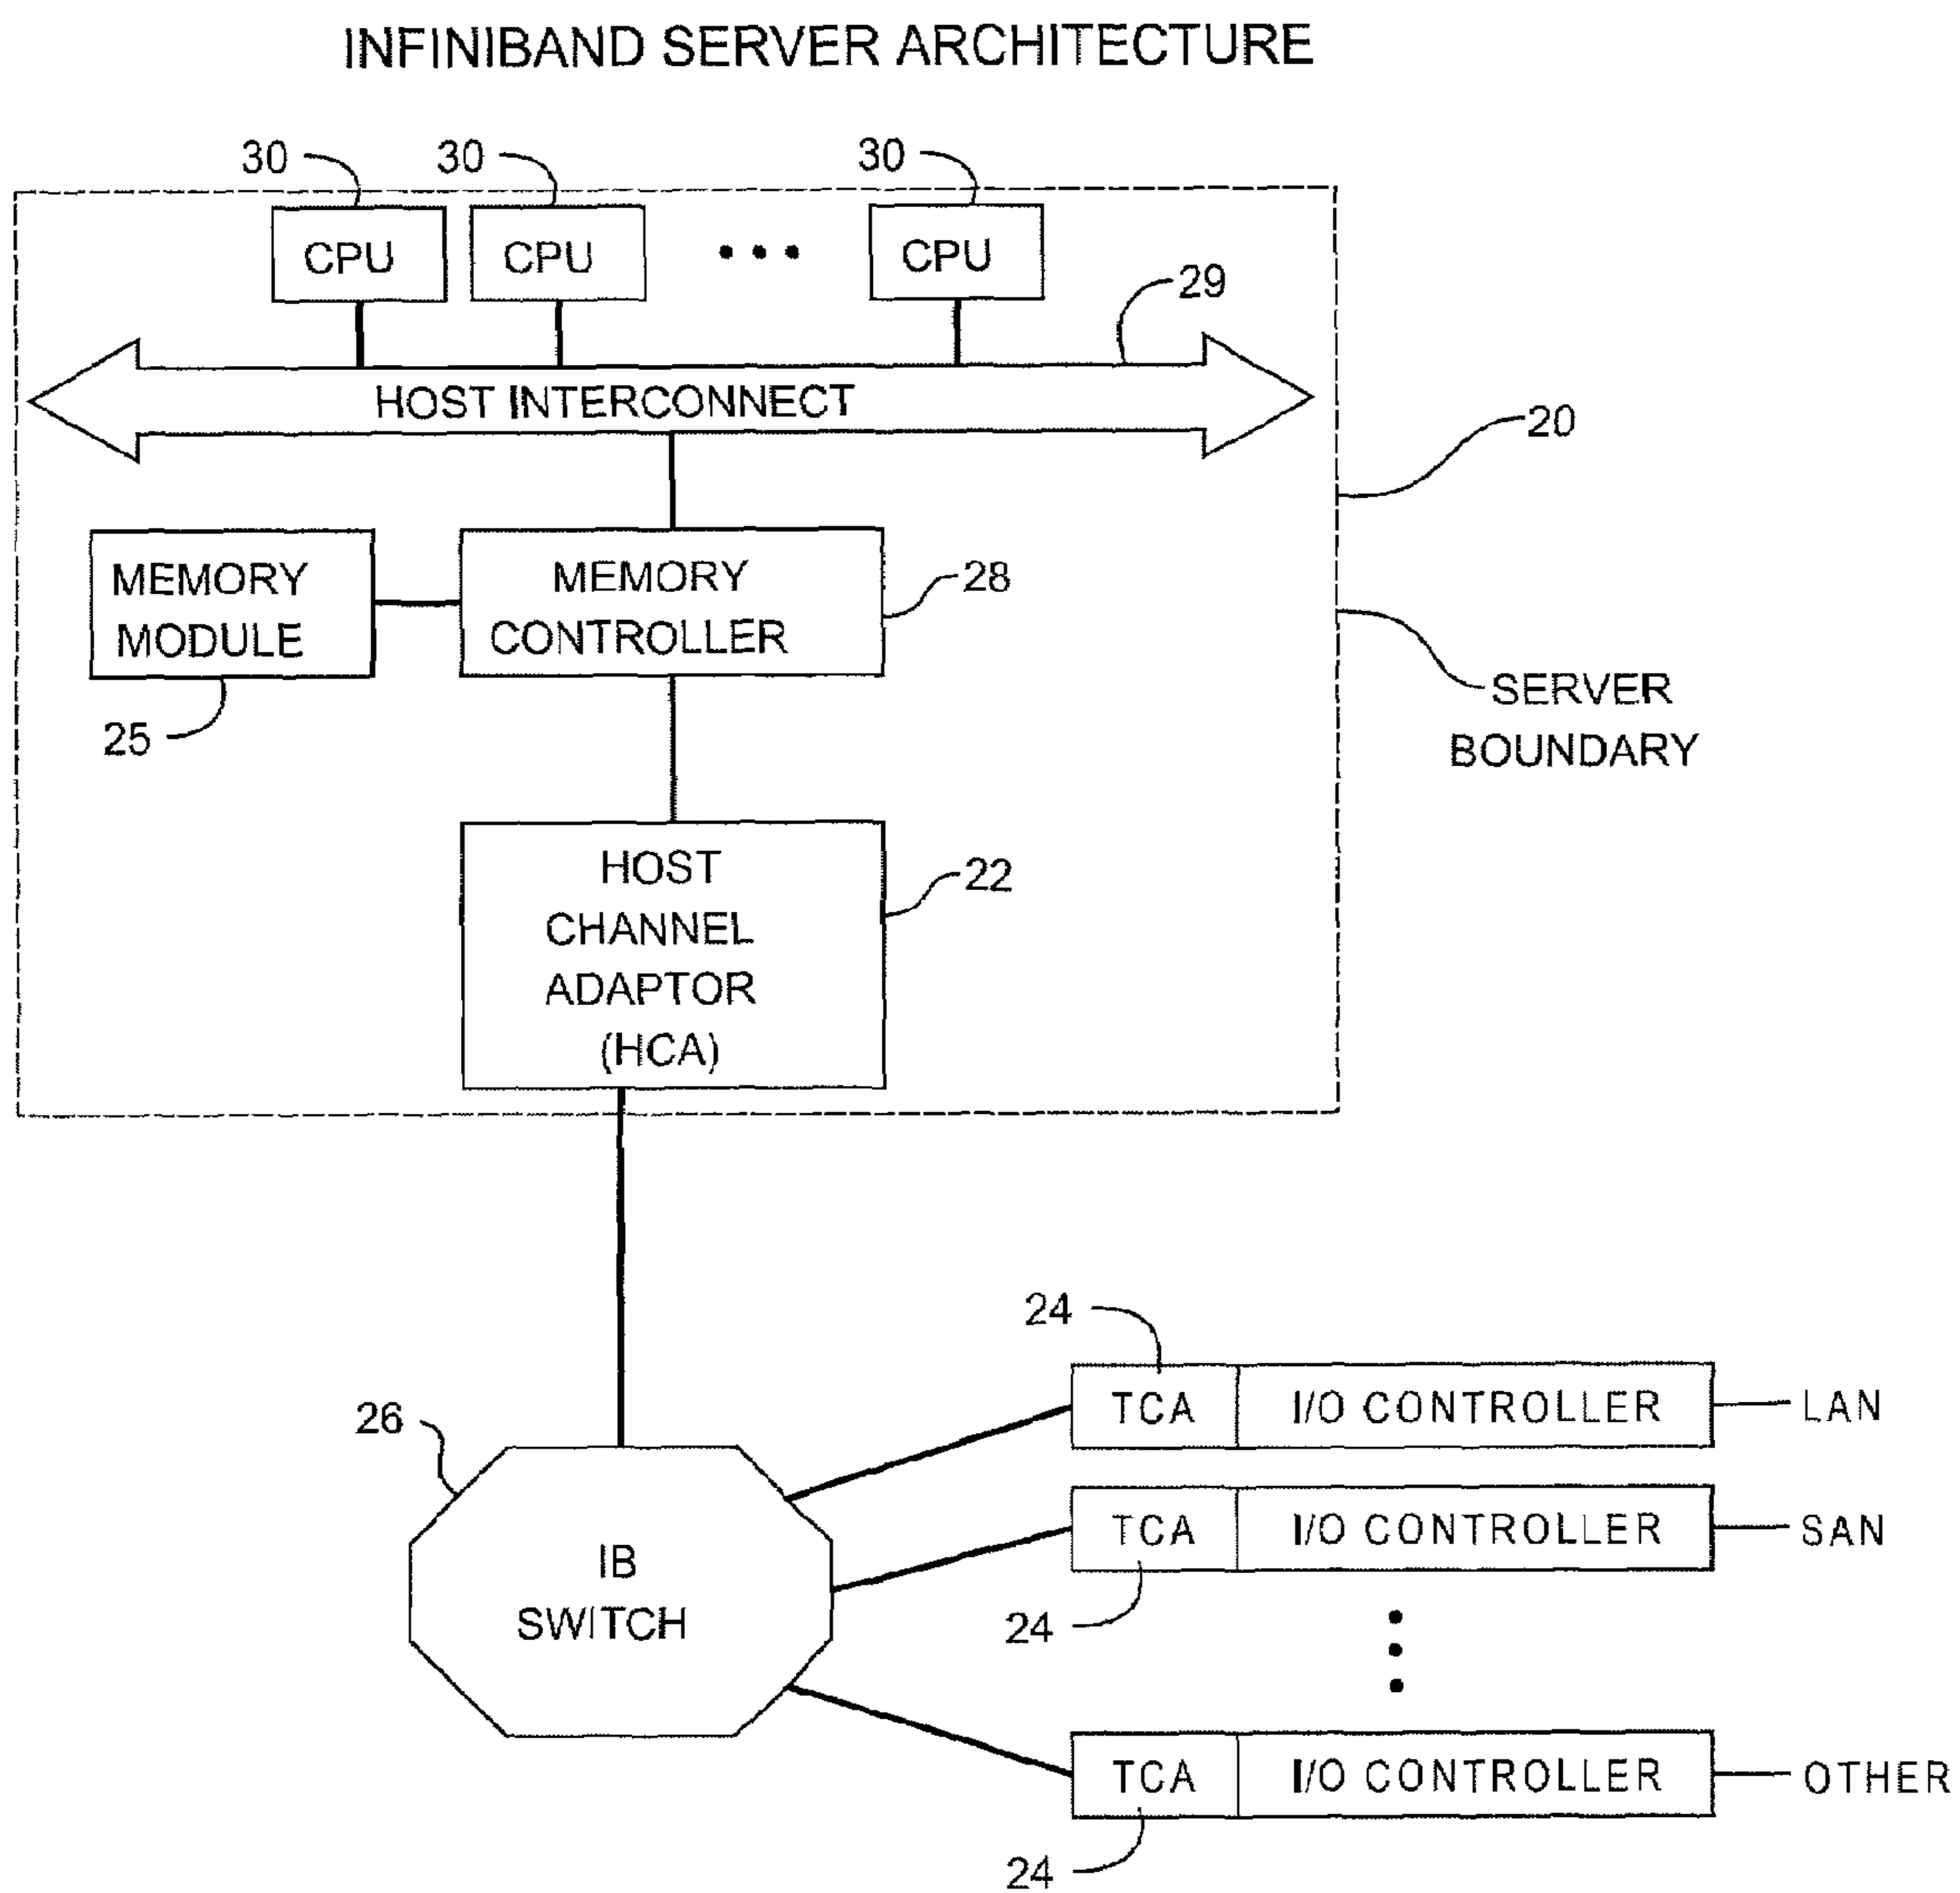 INFINIBAND SERVER ARCHITECTURE
30 30 30
CPU CPU CPU
29
HOST INTERCONNECT
20
MEMORY
MODULE
25
MEMORY
CONTROLLER
28
SERVER
BOUNDARY
HOST
CHANNEL
ADAPTOR
(HCA)
22
24
TCA I/O CONTROLLER LAN
26
IB
SWITCH
TCA I/O CONTROLLER SAN
24
TCA I/O CONTROLLER OTHER
24